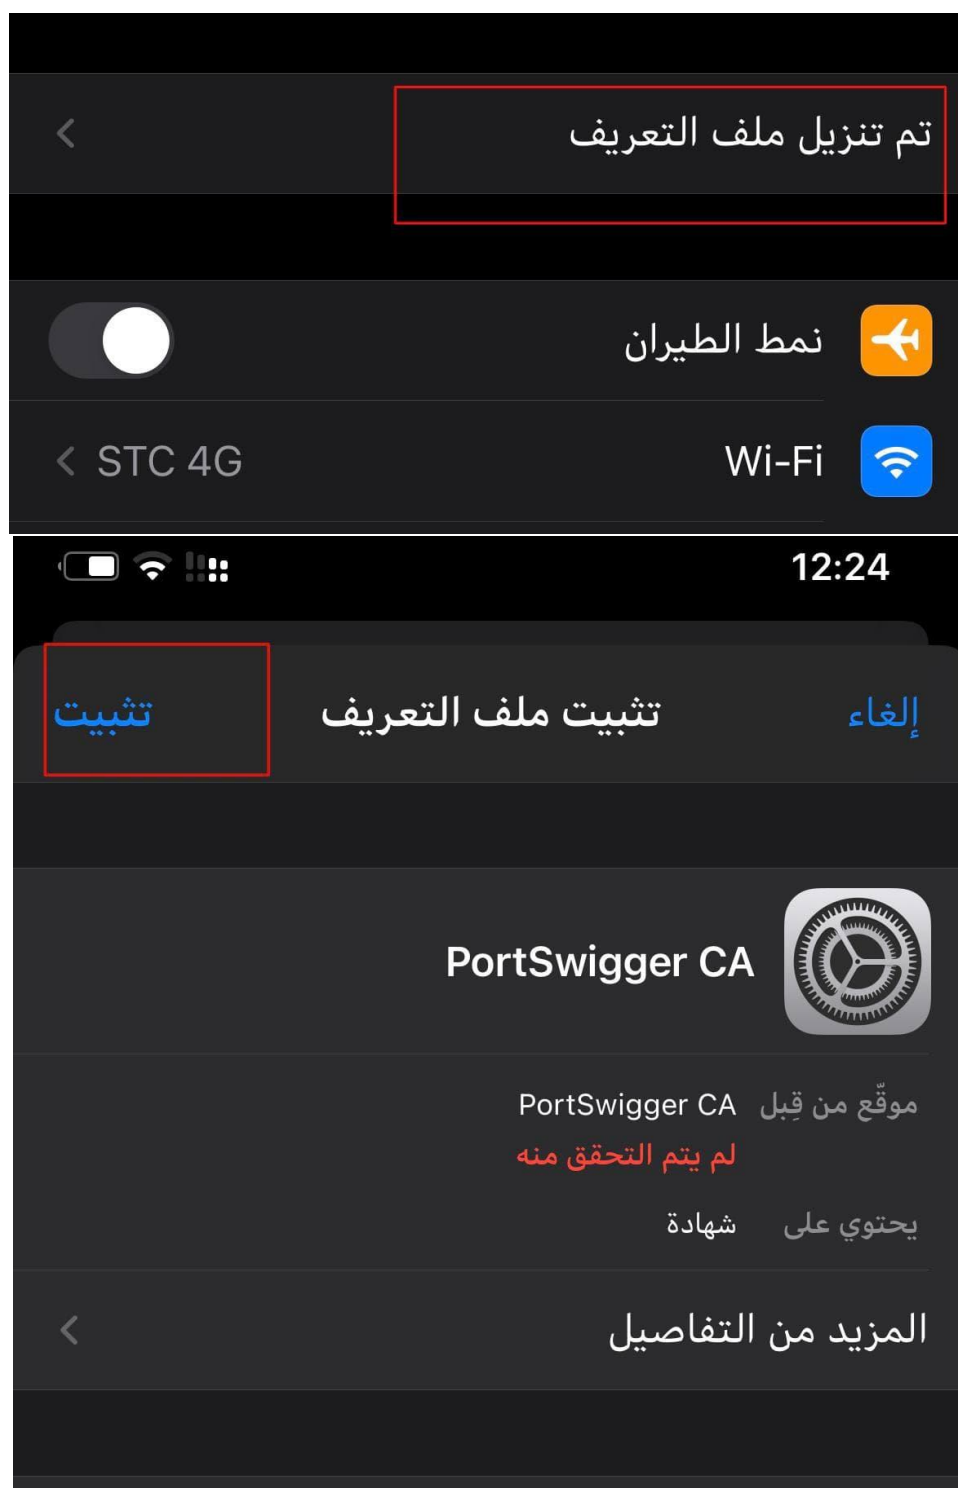 تم تنزيل ملف التعريف
نمط الطيران
Wi-Fi STC 4G
12:24
إلغاء تثبيت ملف التعريف تثبيت
PortSwigger CA
موقّع من قِبل PortSwigger CA
لم يتم التحقق منه
يحتوي على شهادة
المزيد من التفاصيل